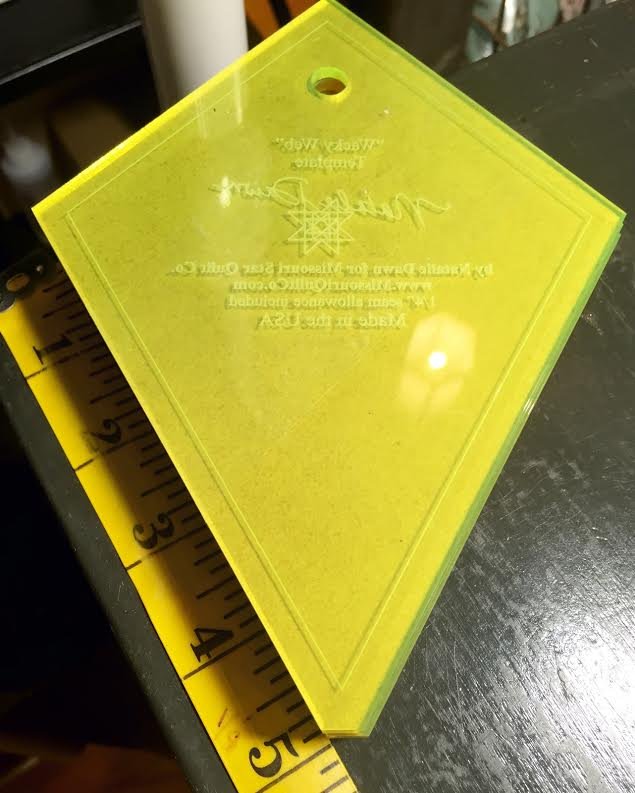 "Wacky Web"
Template
Natalie Dawn
by Natalie Dawn for Missouri Star Quilt Co.
www.MissouriQuiltCo.com
1/4" seam allowance included
Made in the USA
1
2
3
4
5